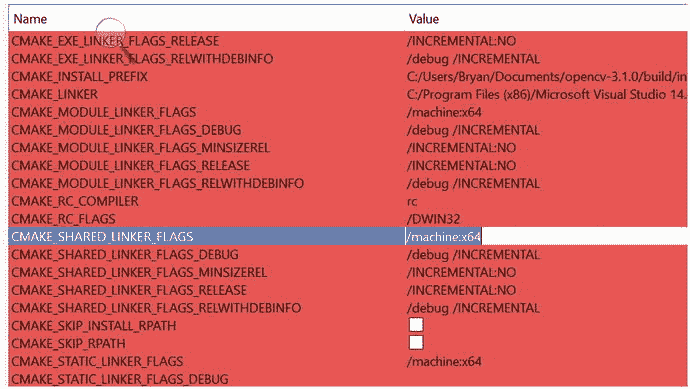 Name Value
CMAKE_EXE_LINKER_FLAGS_RELEASE /INCREMENTAL:NO
CMAKE_EXE_LINKER_FLAGS_RELWITHDEBINFO /debug /INCREMENTAL
CMAKE_INSTALL_PREFIX C:/Users/Bryan/Documents/opencv-3.1.0/build/in
CMAKE_LINKER C:/Program Files (x86)/Microsoft Visual Studio 14.
CMAKE_MODULE_LINKER_FLAGS /machine:x64
CMAKE_MODULE_LINKER_FLAGS_DEBUG /debug /INCREMENTAL
CMAKE_MODULE_LINKER_FLAGS_MINSIZEREL /INCREMENTAL:NO
CMAKE_MODULE_LINKER_FLAGS_RELEASE /INCREMENTAL:NO
CMAKE_MODULE_LINKER_FLAGS_RELWITHDEBINFO /debug /INCREMENTAL
CMAKE_RC_COMPILER rc
CMAKE_RC_FLAGS /DWIN32
CMAKE_SHARED_LINKER_FLAGS /machine:x64
CMAKE_SHARED_LINKER_FLAGS_DEBUG /debug /INCREMENTAL
CMAKE_SHARED_LINKER_FLAGS_MINSIZEREL /INCREMENTAL:NO
CMAKE_SHARED_LINKER_FLAGS_RELEASE /INCREMENTAL:NO
CMAKE_SHARED_LINKER_FLAGS_RELWITHDEBINFO /debug /INCREMENTAL
CMAKE_SKIP_INSTALL_RPATH
CMAKE_SKIP_RPATH
CMAKE_STATIC_LINKER_FLAGS /machine:x64
CMAKE_STATIC_LINKER_FLAGS_DEBUG